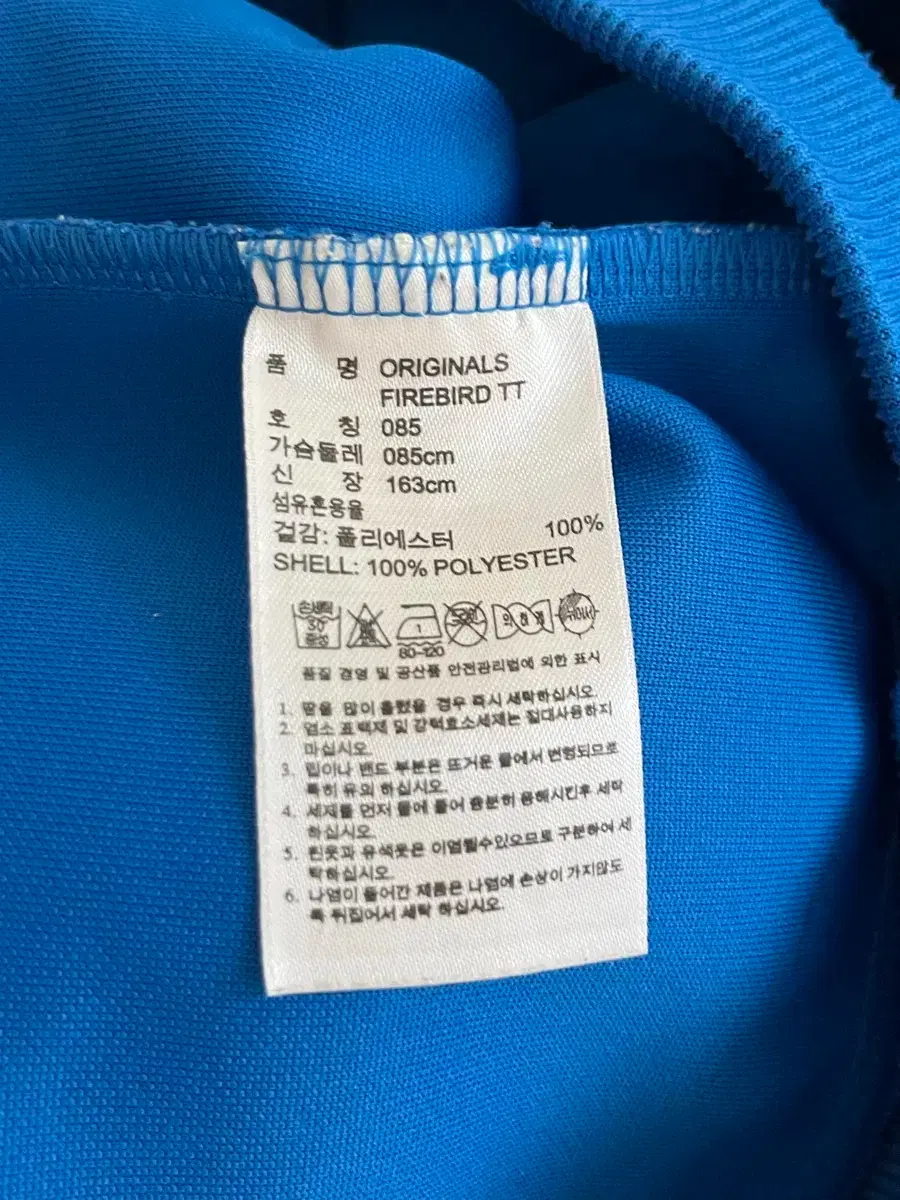 품 명 ORIGINALS
FIREBIRD TT
호 칭 085
가슴둘레 085cm
신 장 163cm
섬유혼용율
겉감: 폴리에스터 100%
SHELL: 100% POLYESTER
손세탁
30
중성
1
80-120
품질 경영 및 공산품 안전관리법에 의한 표시
1. 땀을 많이 흘렸을 경우 즉시 세탁하십시오.
2. 염소 표백제 및 강력효소세제는 절대사용하지
마십시오.
3. 립이나 밴드 부분은 뜨거운 물에서 변형되므로
특히 유의 하십시오.
4. 세제를 먼저 물에 풀어 충분히 용해시킨후 세탁
하십시오.
5. 흰옷과 유색옷은 이염될수있으므로 구분하여 세
탁하십시오.
6. 나염이 들어간 제품은 나염에 손상이 가지않도
록 뒤집어서 세탁 하십시오.